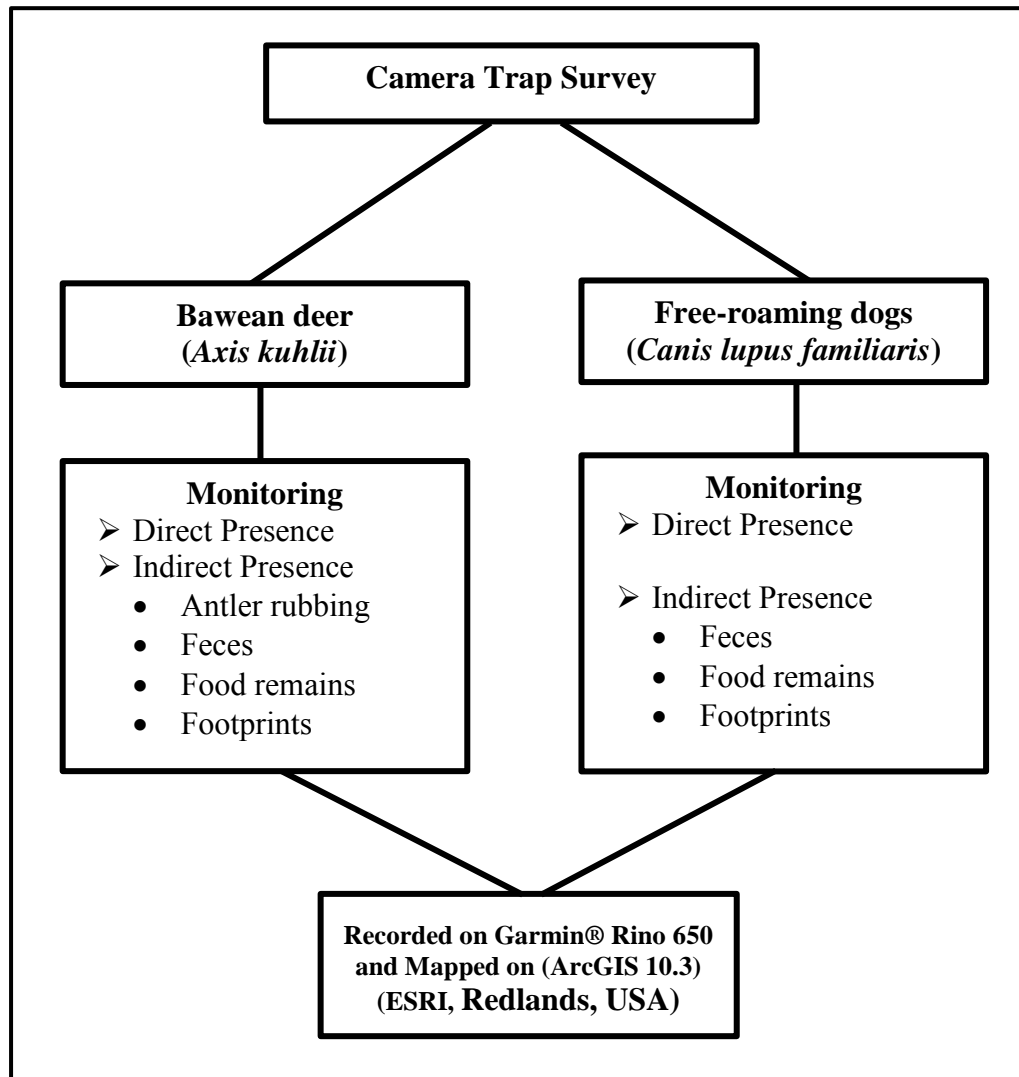 Camera Trap Survey
Bawean deer
(Axis kuhlii)
Free-roaming dogs
(Canis lupus familiaris)
Monitoring
➢ Direct Presence
➢ Indirect Presence
• Antler rubbing
• Feces
• Food remains
• Footprints
Monitoring
➢ Direct Presence
➢ Indirect Presence
• Feces
• Food remains
• Footprints
Recorded on Garmin® Rino 650
and Mapped on (ArcGIS 10.3)
(ESRI, Redlands, USA)